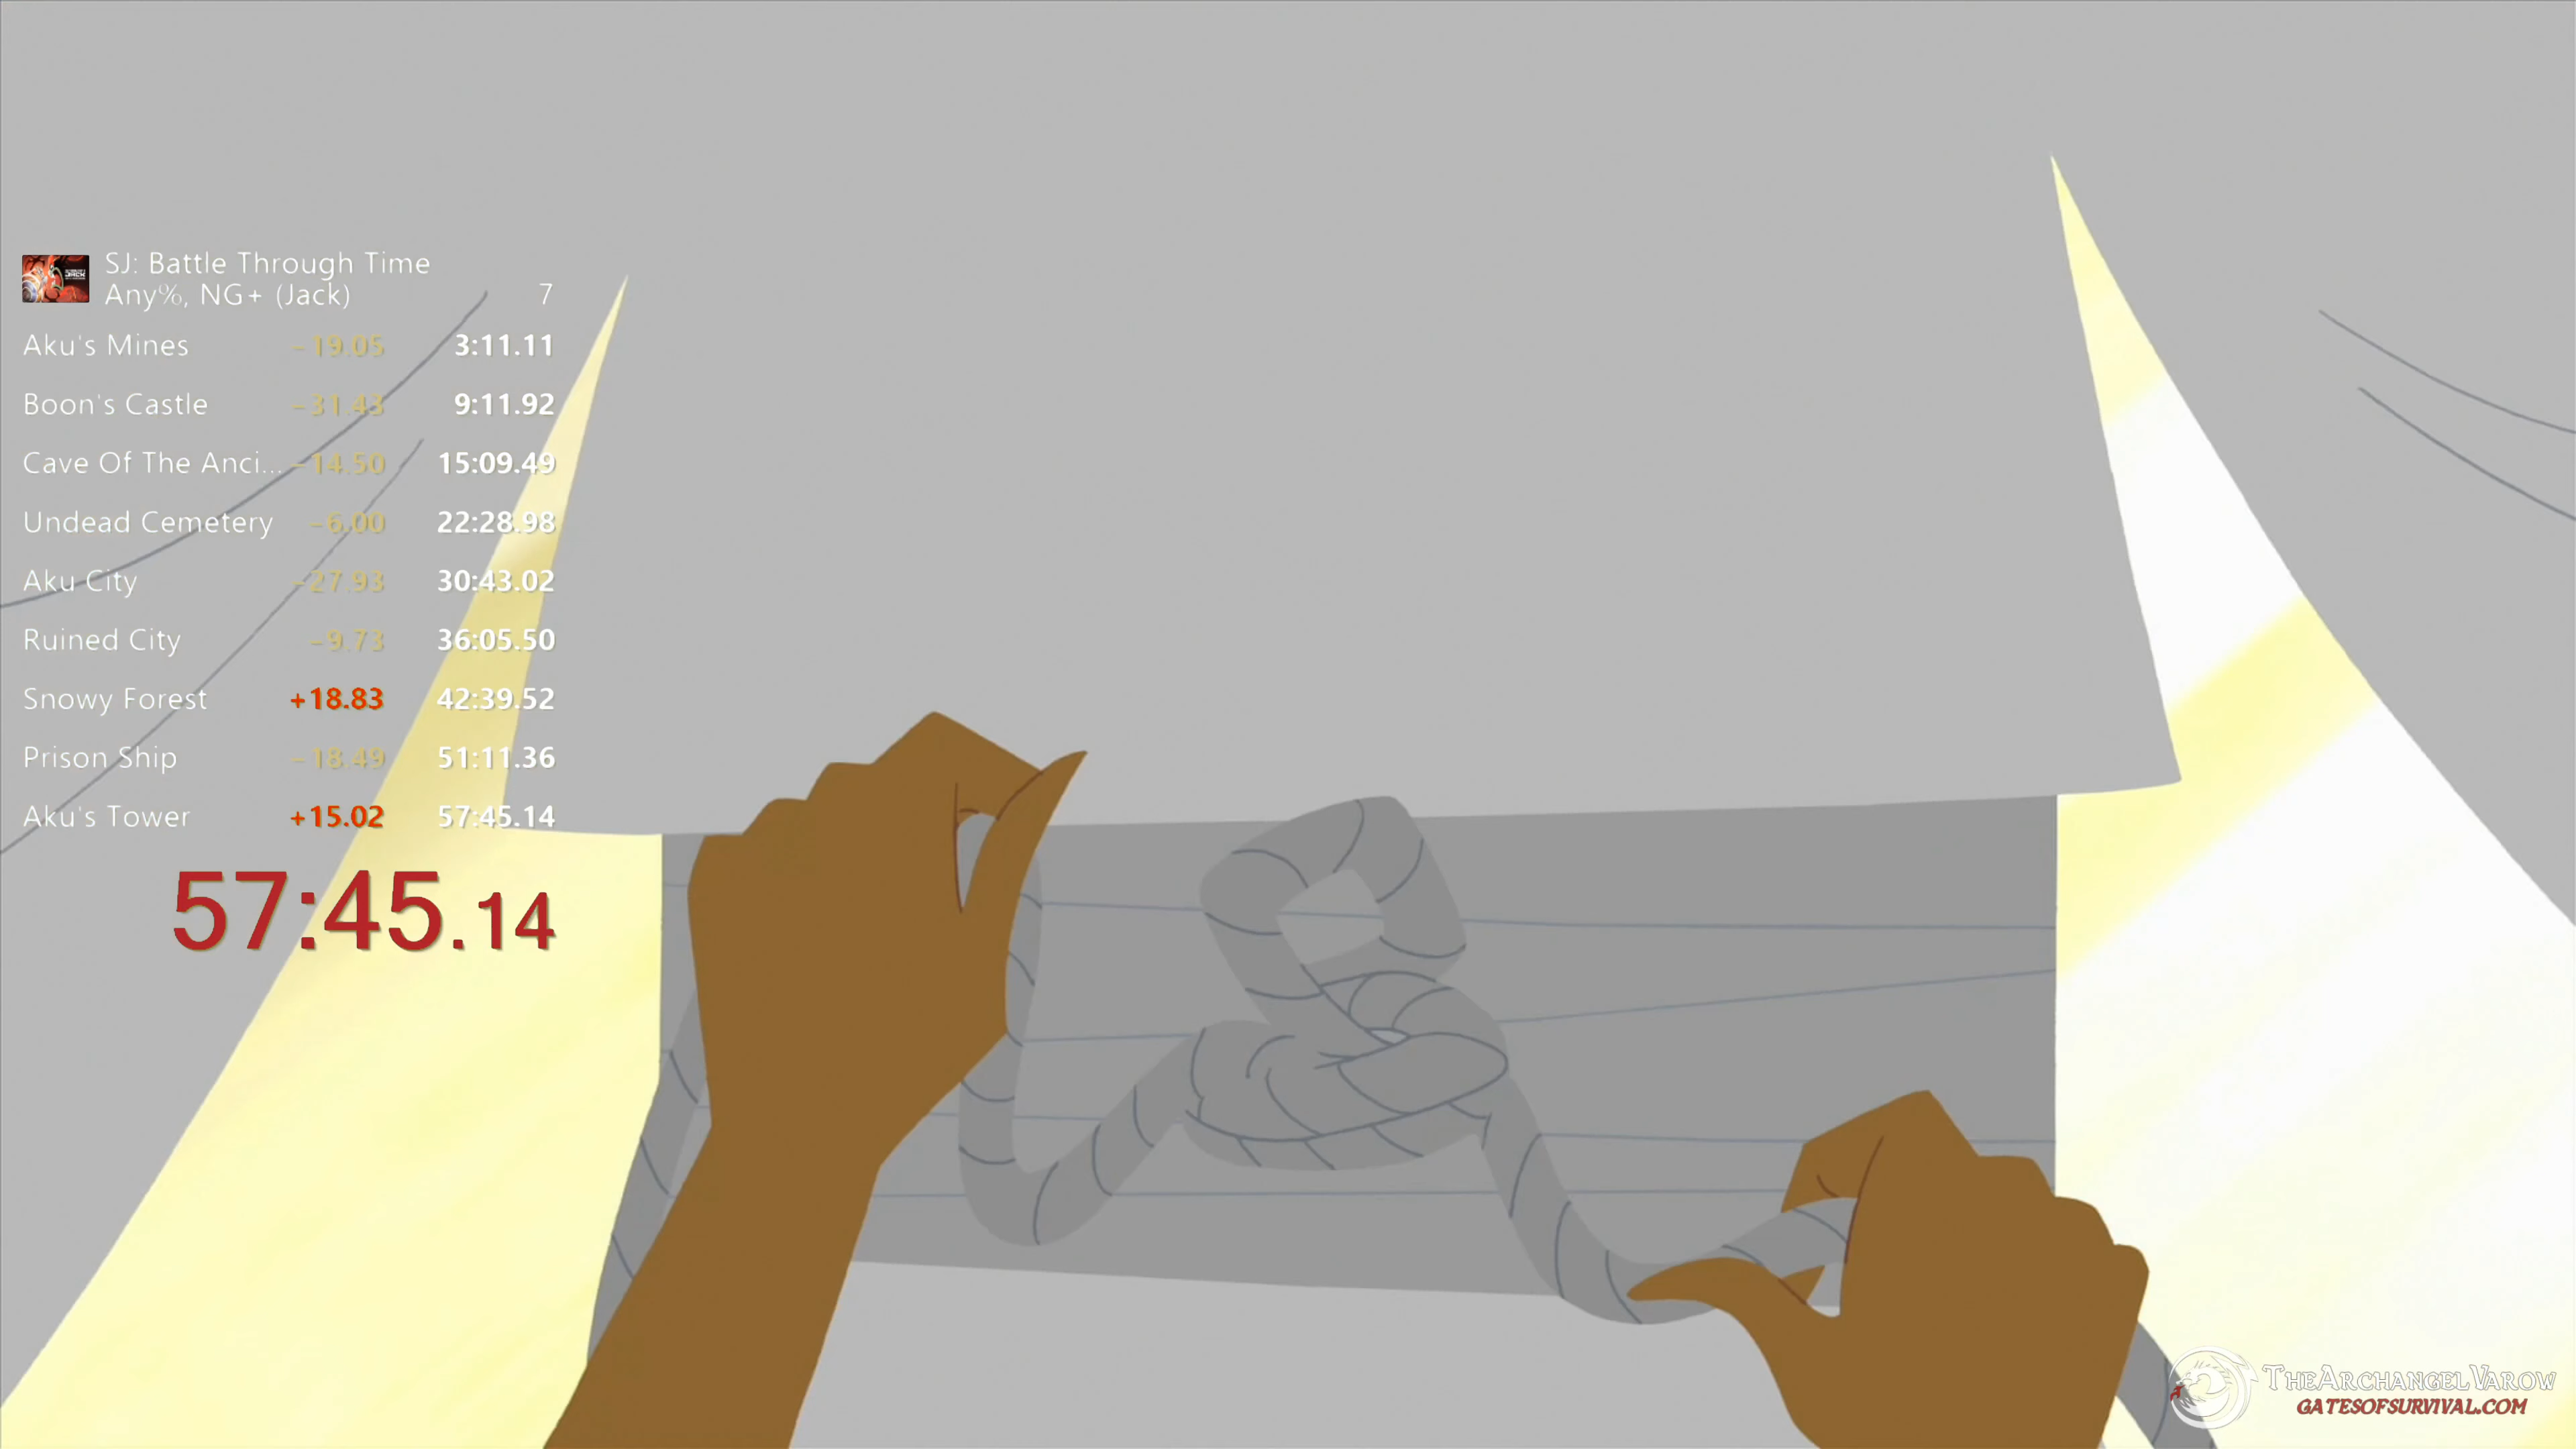 SJ: Battle Through Time
Any%, NG+ (Jack) 7
Aku's Mines −19.05 3:11.11
Boon's Castle −31.43 9:11.92
Cave Of The Anci... −14.50 15:09.49
Undead Cemetery −6.00 22:28.98
Aku City −27.93 30:43.02
Ruined City −9.73 36:05.50
Snowy Forest +18.83 42:39.52
Prison Ship −18.49 51:11.36
Aku's Tower +15.02 57:45.14
57:45.14
TheArchangelVarow
GATESOFSURVIVAL.COM